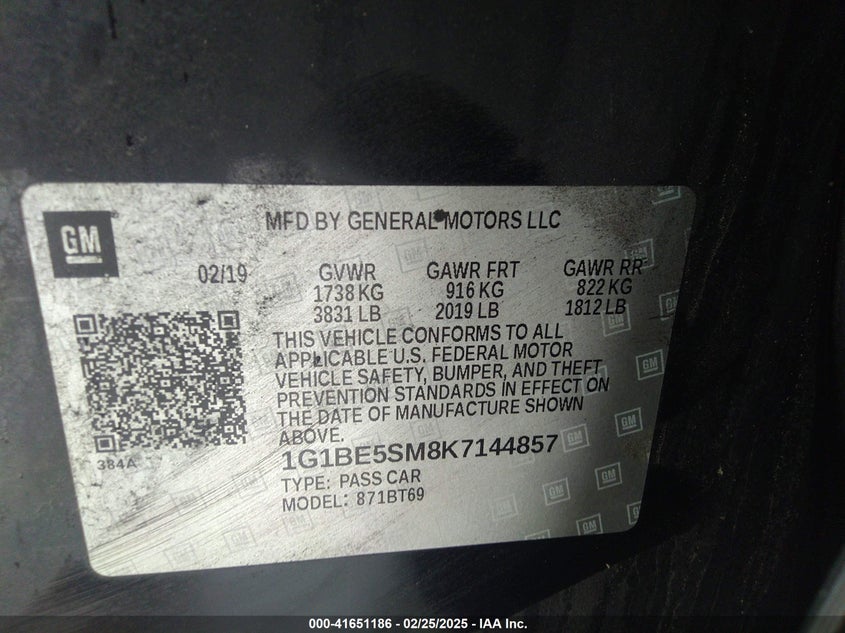 GM
MFD BY GENERAL MOTORS LLC
02/19 GVWR GAWR FRT GAWR RR
1738 KG 916 KG 822 KG
3831 LB 2019 LB 1812 LB
THIS VEHICLE CONFORMS TO ALL
APPLICABLE U.S. FEDERAL MOTOR
VEHICLE SAFETY, BUMPER, AND THEFT
PREVENTION STANDARDS IN EFFECT ON
THE DATE OF MANUFACTURE SHOWN
ABOVE.
384A
1G1BE5SM8K7144857
TYPE: PASS CAR
MODEL: 871BT69
000-41651186 - 02/25/2025 - IAA Inc.